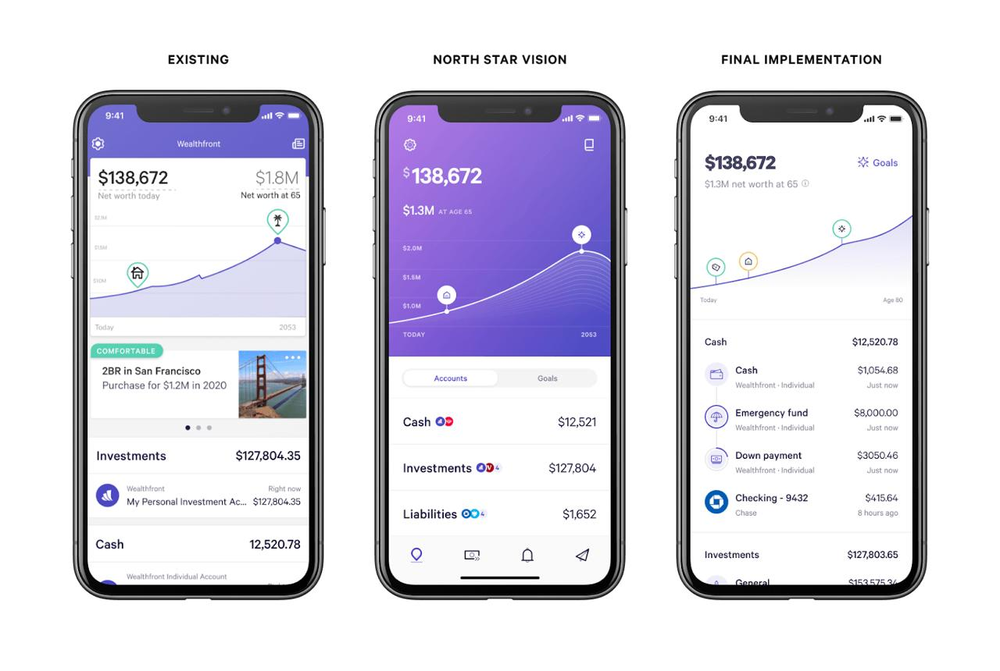 EXISTING
9:41
Wealthfront
$138,672
$1.8M
Net worth today
Net worth at 65
$2.1M
$1.5M
Today
2053
COMFORTABLE
2BR in San Francisco
Purchase for $1.2M in 2020
Investments
$127,804.35
Wealthfront
Right now
My Personal Investment Ac...
$127,804.35
Cash
12,520.78
Wealthfront Individual Account
NORTH STAR VISION
9:41
$138,672
$1.3M AT AGE 65
$2.0M
$1.5M
$1.0M
TODAY
2053
Accounts
Goals
Cash
$12,521
Investments
4
$127,804
Liabilities
4
$1,652
FINAL IMPLEMENTATION
9:41
$138,672
Goals
$1.3M net worth at 65
Today
Age 80
Cash
$12,520.78
Cash
$1,054.68
Wealthfront · Individual
Just now
Emergency fund
$8,000.00
Wealthfront · Individual
Just now
Down payment
$3050.46
Wealthfront · Individual
Just now
Checking - 9432
$415.64
Chase
8 hours ago
Investments
$127,803.65
General
$153,575.34